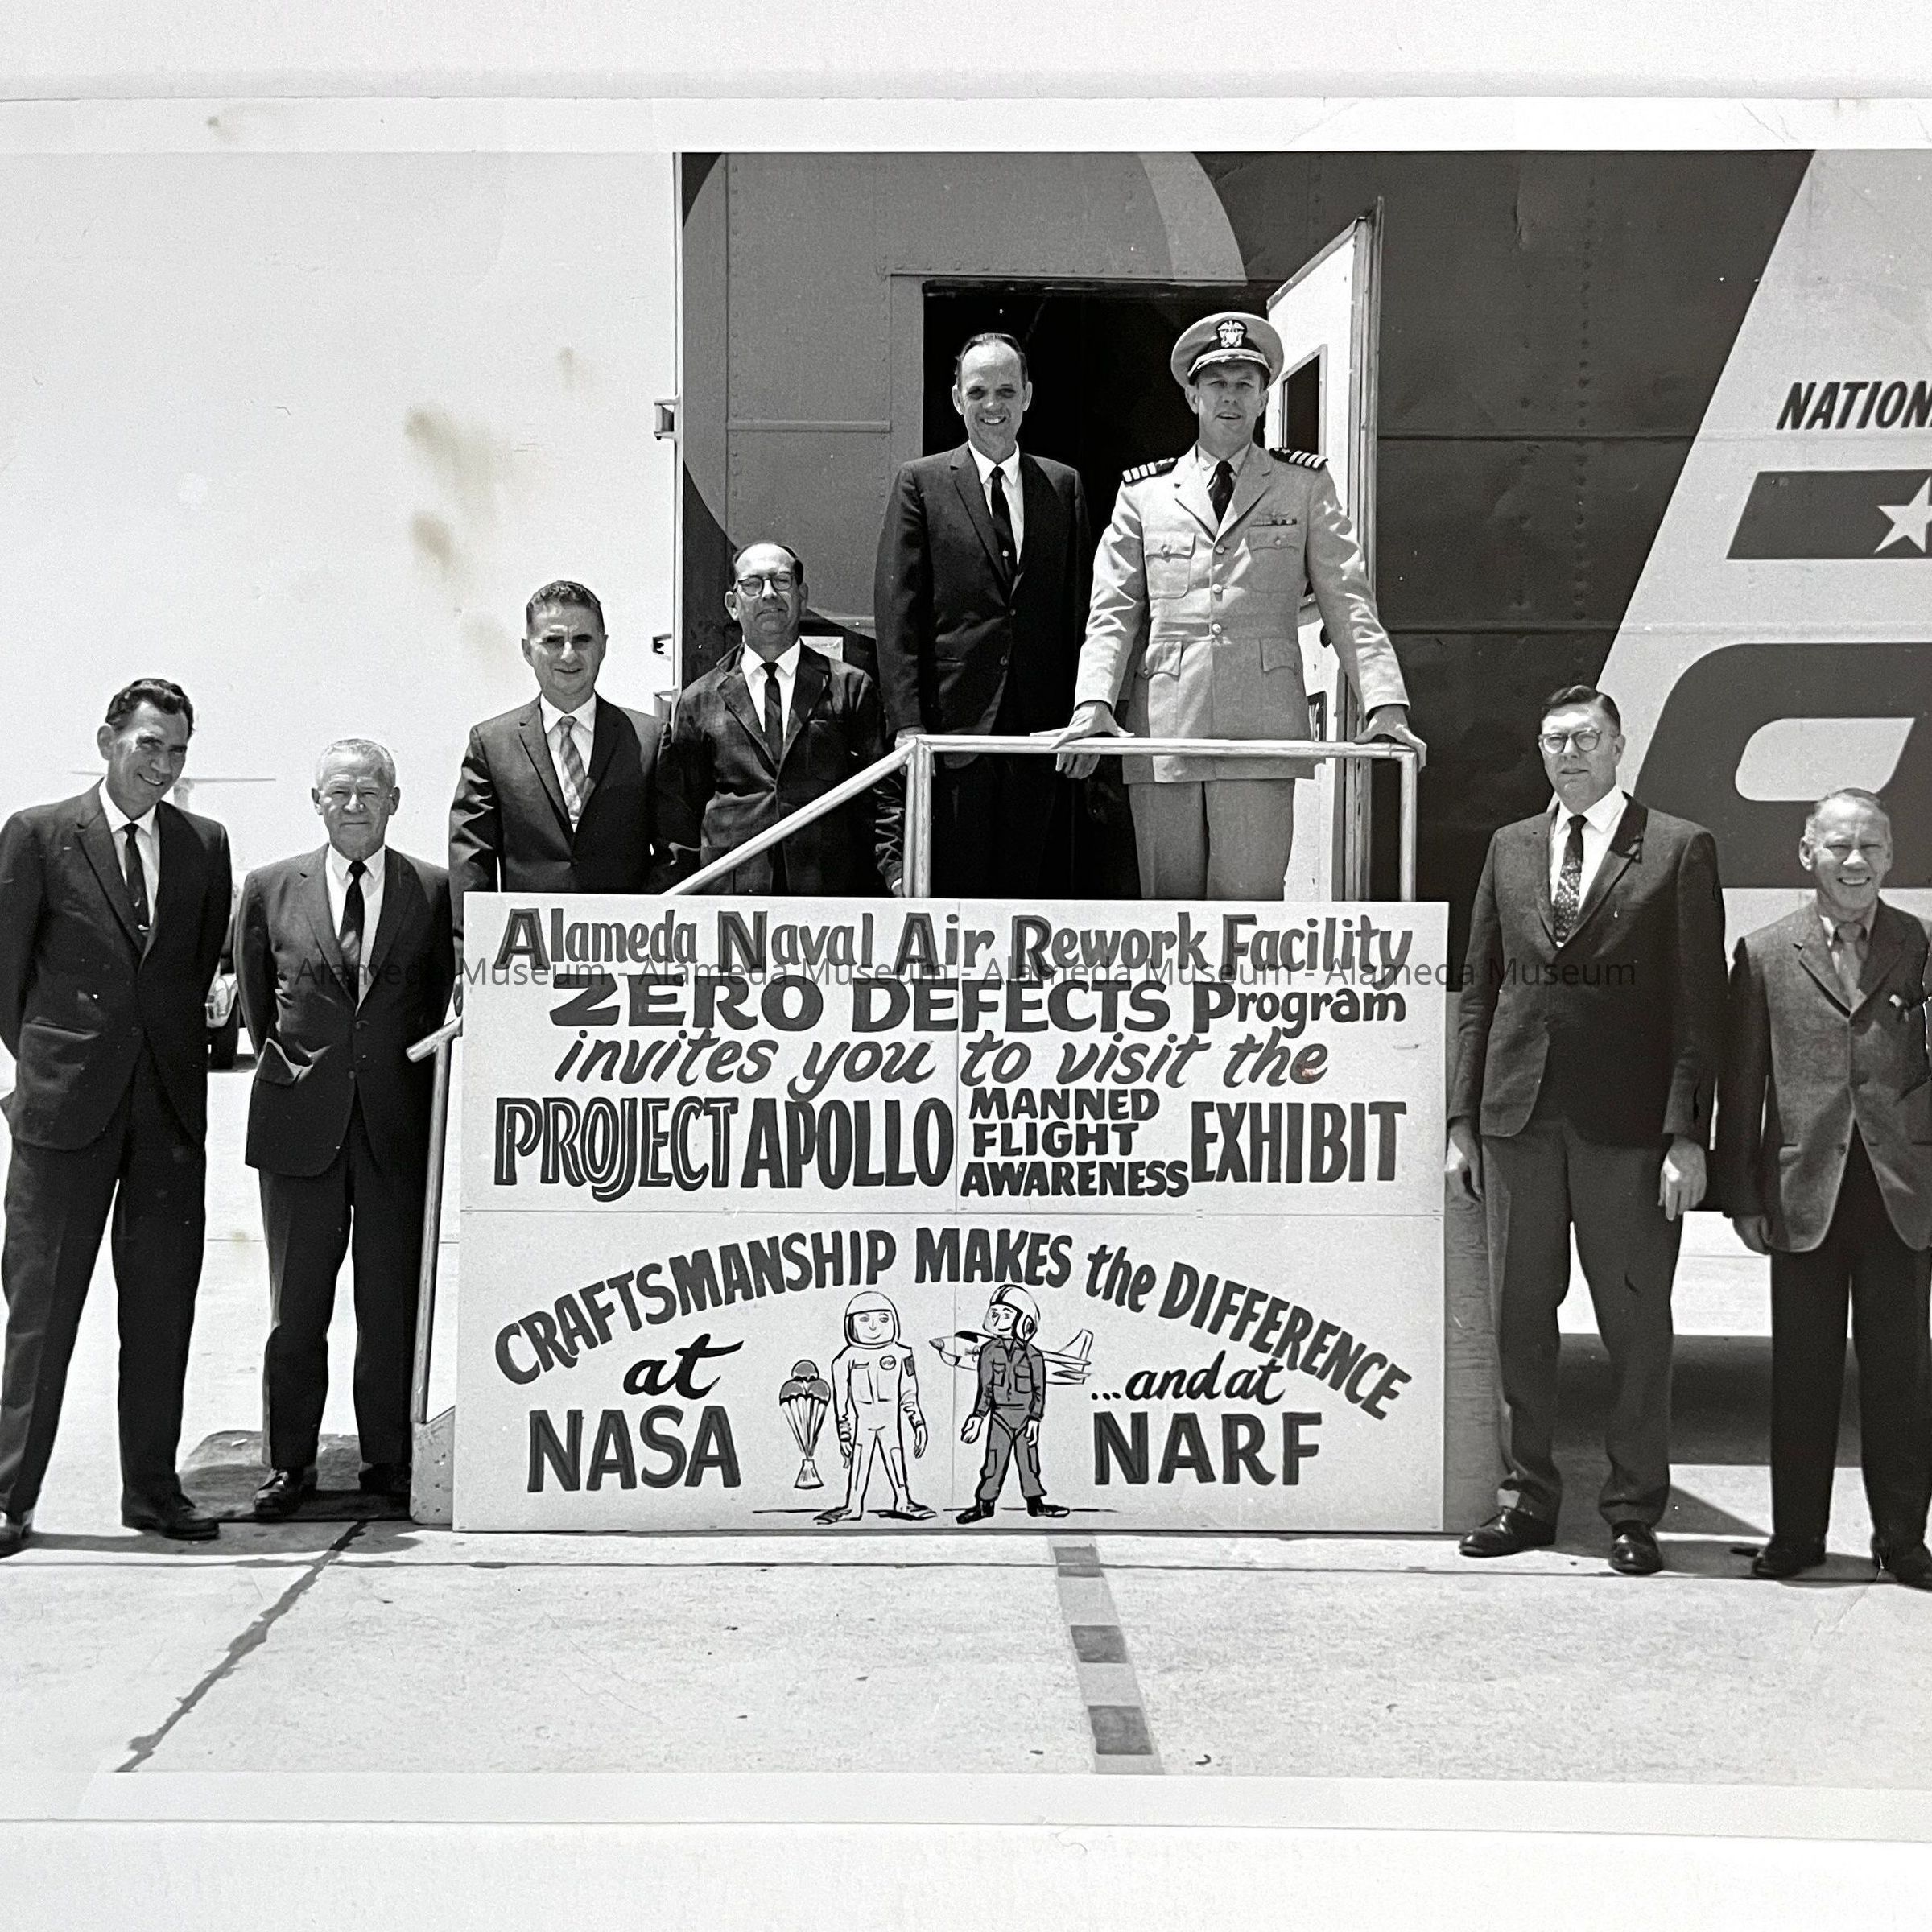 NATION
Alameda Naval Air Rework Facility
Alameda Museum - Alameda Museum - Alameda Museum - Alameda Museum
ZERO DEFECTS Program
invites you to visit the
PROJECT APOLLO MANNED FLIGHT AWARENESS EXHIBIT
CRAFTSMANSHIP MAKES the DIFFERENCE
at NASA
...and at NARF